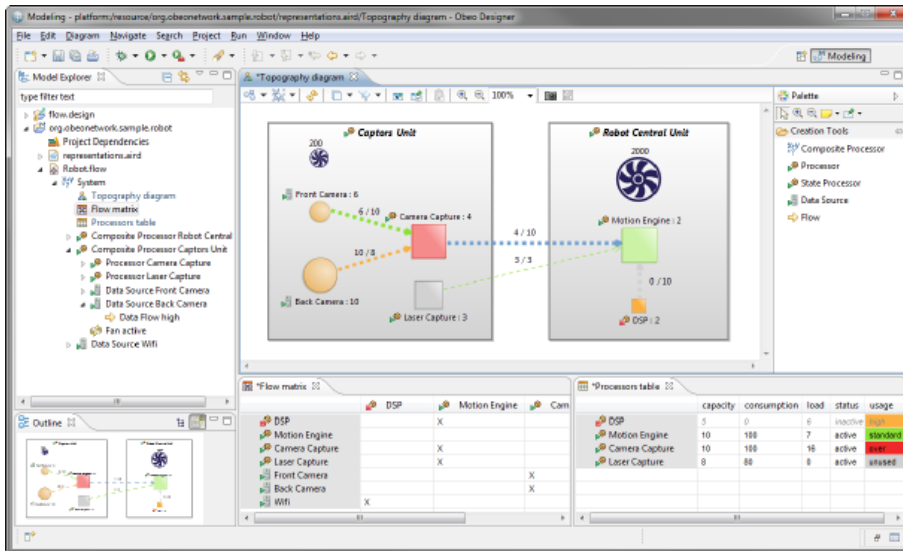 Modeling - platform:/resource/org.obeonetwork.sample.robot/representations.aird/Topography diagram - Obeo Designer
File Edit Diagram Navigate Search Project Run Window Help
Modeling
Model Explorer
type filter text
flow.design
org.obeonetwork.sample.robot
Project Dependencies
representations.aird
Robot.flow
System
Topography diagram
Flow matrix
Processors table
Composite Processor Robot Central
Composite Processor Captors Unit
Processor Camera Capture
Processor Laser Capture
Data Source Front Camera
Data Source Back Camera
Data Flow high
Fan active
Data Source Wifi
Outline
*Topography diagram
100%
Captors Unit
200
Front Camera : 6
6 / 10
Camera Capture : 4
10 / 8
Back Camera : 10
Laser Capture : 3
4 / 10
3 / 3
Robot Central Unit
2000
Motion Engine : 2
0 / 10
DSP : 2
Palette
Creation Tools
Composite Processor
Processor
State Processor
Data Source
Flow
*Flow matrix
DSP Motion Engine Cam
DSP X
Motion Engine
Camera Capture X
Laser Capture X
Front Camera X
Back Camera X
Wifi X
*Processors table
capacity consumption load status usage
DSP 5 0 6 inactive high
Motion Engine 10 100 7 active standard
Camera Capture 10 100 16 active over
Laser Capture 8 80 0 active unused